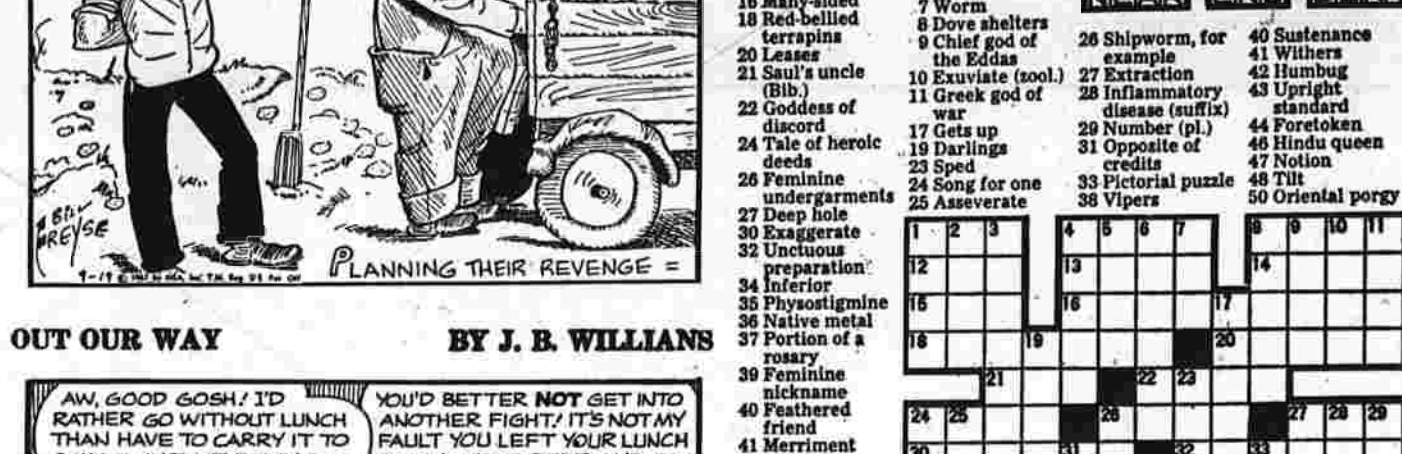 PLANNING THEIR REVENGE =
OUT OUR WAY
BY J. B. WILLIANS
AW, GOOD GOSH! I'D
RATHER GO WITHOUT LUNCH
THAN HAVE TO CARRY IT TO
YOU'D BETTER NOT GET INTO
ANOTHER FIGHT! IT'S NOT MY
FAULT YOU LEFT YOUR LUNCH
16 Many-sided
18 Red-bellied
terrapins
20 Leases
21 Saul's uncle
(Bib.)
22 Goddess of
discord
24 Tale of heroic
deeds
26 Feminine
undergarments
27 Deep hole
30 Exaggerate
32 Unctuous
preparation
34 Inferior
35 Physostigmine
36 Native metal
37 Portion of a
rosary
39 Feminine
nickname
40 Feathered
friend
41 Merriment
7 Worm
8 Dove shelters
9 Chief god of
the Eddas
10 Exuviate (zool.)
11 Greek god of
war
17 Gets up
19 Darlings
23 Sped
24 Song for one
25 Asseverate
26 Shipworm, for
example
27 Extraction
28 Inflammatory
disease (suffix)
29 Number (pl.)
31 Opposite of
credits
33 Pictorial puzzle
38 Vipers
40 Sustenance
41 Withers
42 Humbug
43 Upright
standard
44 Foretoken
46 Hindu queen
47 Notion
48 Tilt
50 Oriental porgy
1 2 3 4 5 6 7 8 9 10 11
12 13 14
15 16 17
18 19 20
21 22 23
24 25 26 27 28 29
30 31 32 33